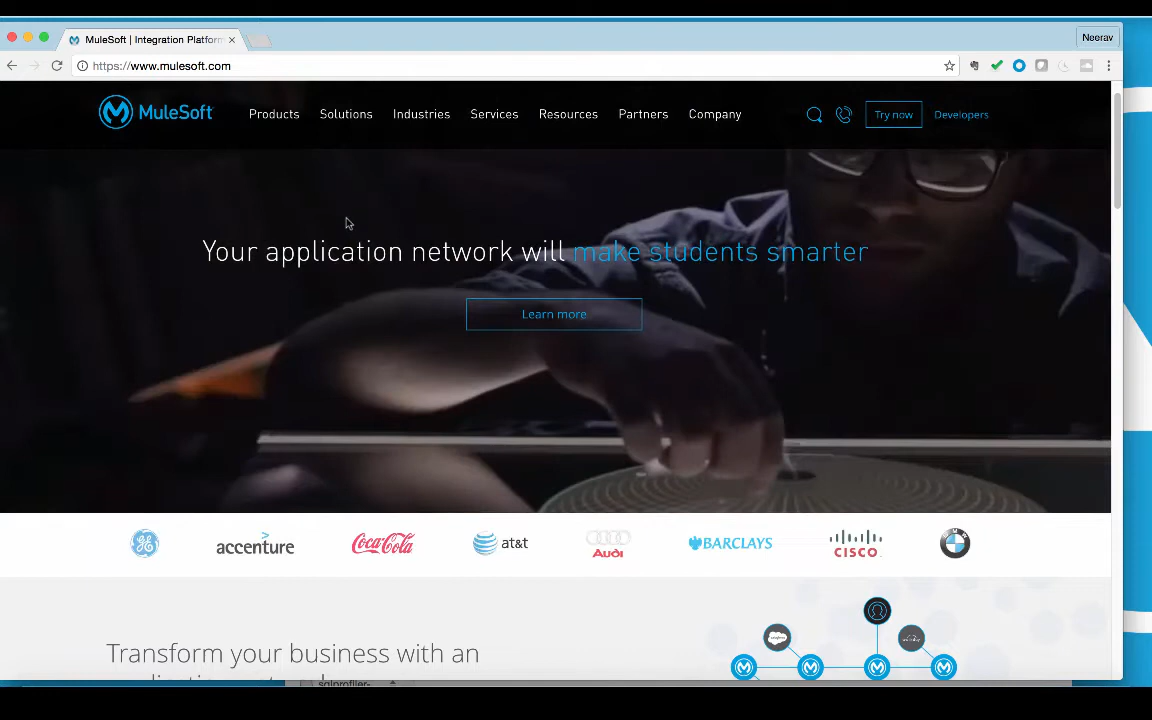 MuleSoft | Integration Platform
Neerav
https://www.mulesoft.com
MuleSoft
Products
Solutions
Industries
Services
Resources
Partners
Company
Try now
Developers
Your application network will make students smarter
Learn more
GE
accenture
Coca-Cola
at&t
Audi
BARCLAYS
CISCO
BMW
Transform your business with an